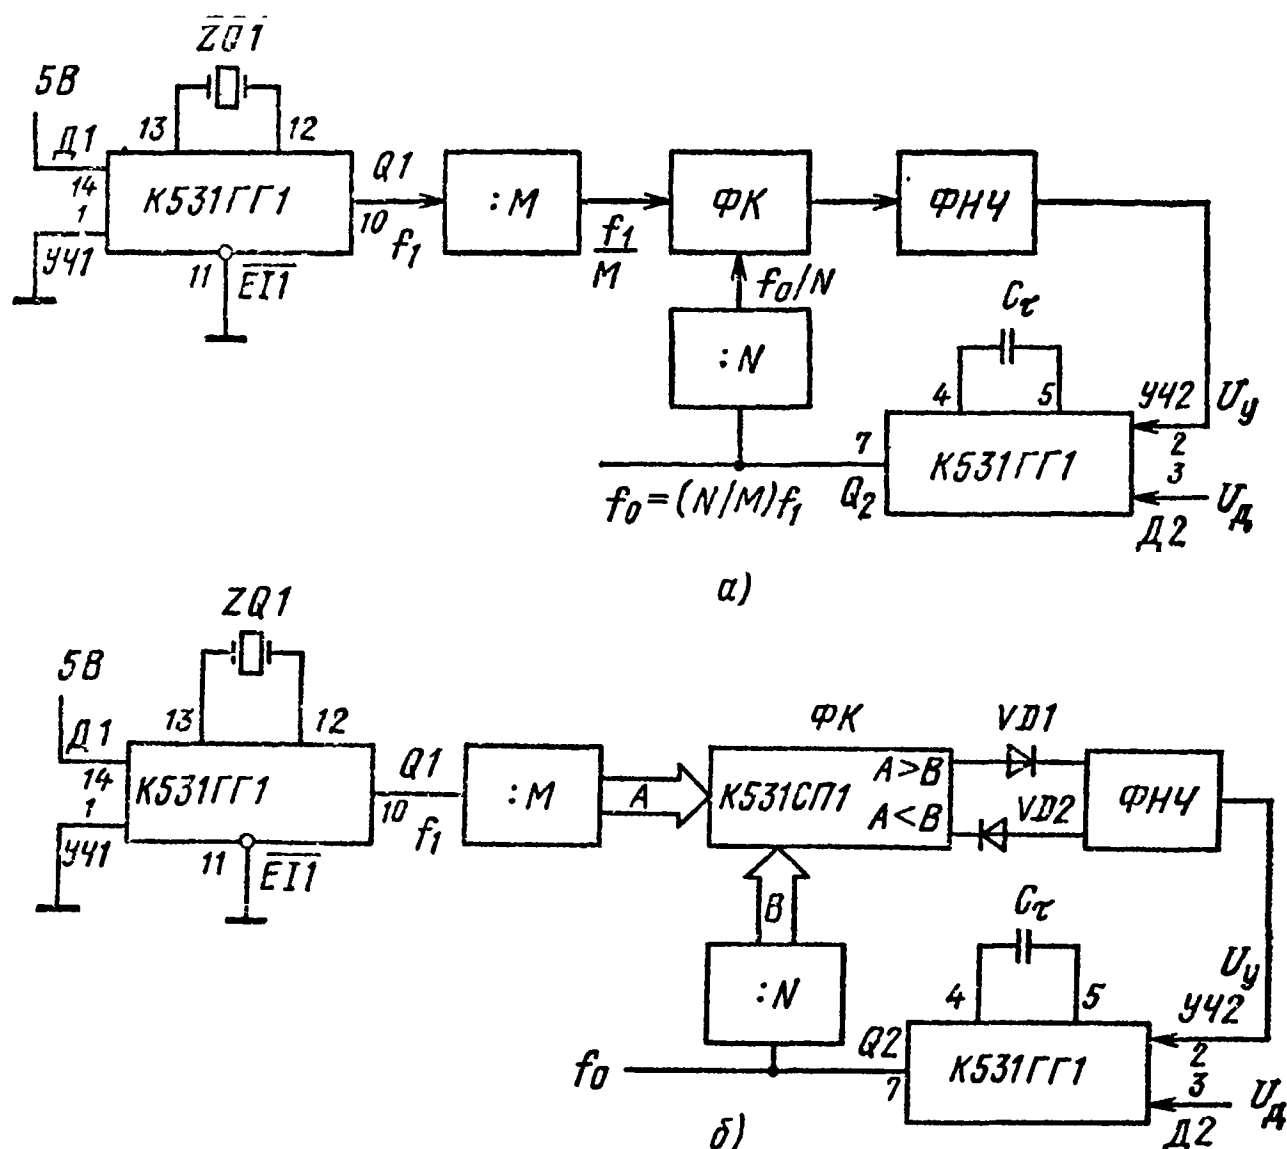 ZQ1
5В
Д1
13
12
14
К531ГГ1
1
УЧ1
11
EI1
Q1
10
f1
:M
f1
M
ФК
ФНЧ
f0/N
:N
Cτ
4
5
УЧ2
Uу
7
2
К531ГГ1
3
Q2
Uд
Д2
f0=(N/M)f1
а)
ZQ1
5В
Д1
13
12
14
К531ГГ1
1
УЧ1
11
EI1
Q1
10
f1
:M
A
ФК
К531СП1
A>B
A<B
VD1
VD2
ФНЧ
B
:N
Cτ
4
5
Uу
УЧ2
Q2
2
f0
7
К531ГГ1
3
Uд
Д2
б)